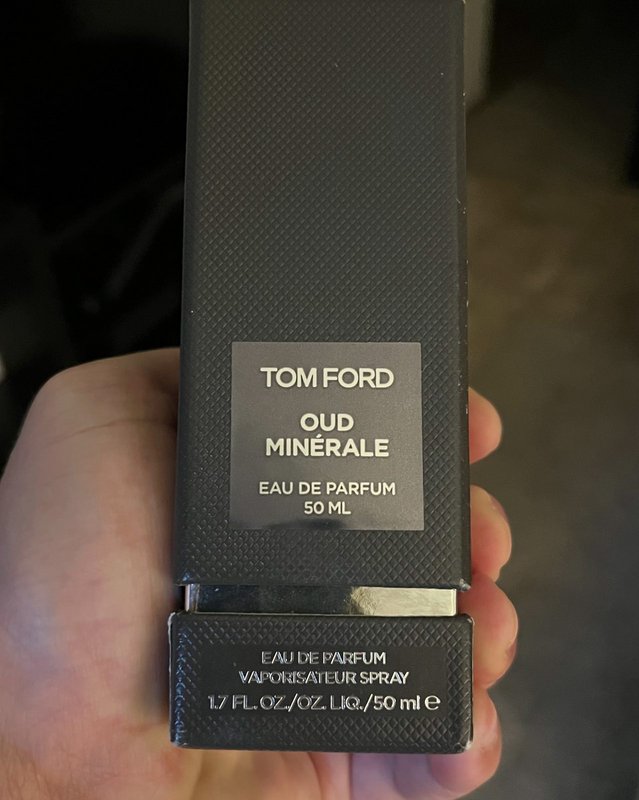 TOM FORD
OUD
MINÉRALE
EAU DE PARFUM
50 ML
EAU DE PARFUM
VAPORISATEUR SPRAY
1.7 FL. OZ./OZ. LIQ./50 ml ℮